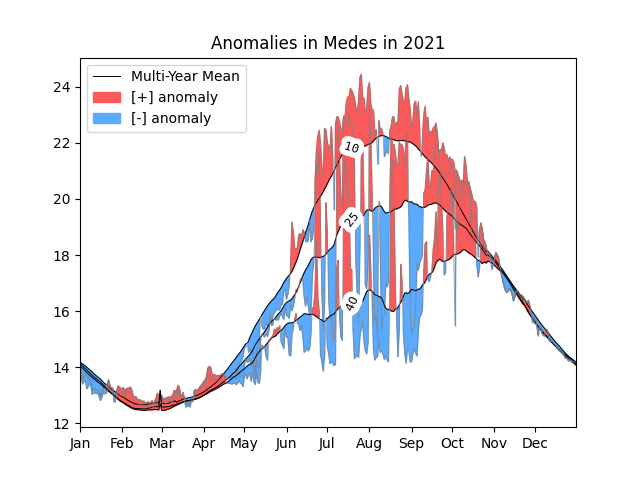 Anomalies in Medes in 2021
Multi-Year Mean
[+] anomaly
[-] anomaly
24
22
20
18
16
14
12
10
25
40
Jan Feb Mar Apr May Jun Jul Aug Sep Oct Nov Dec